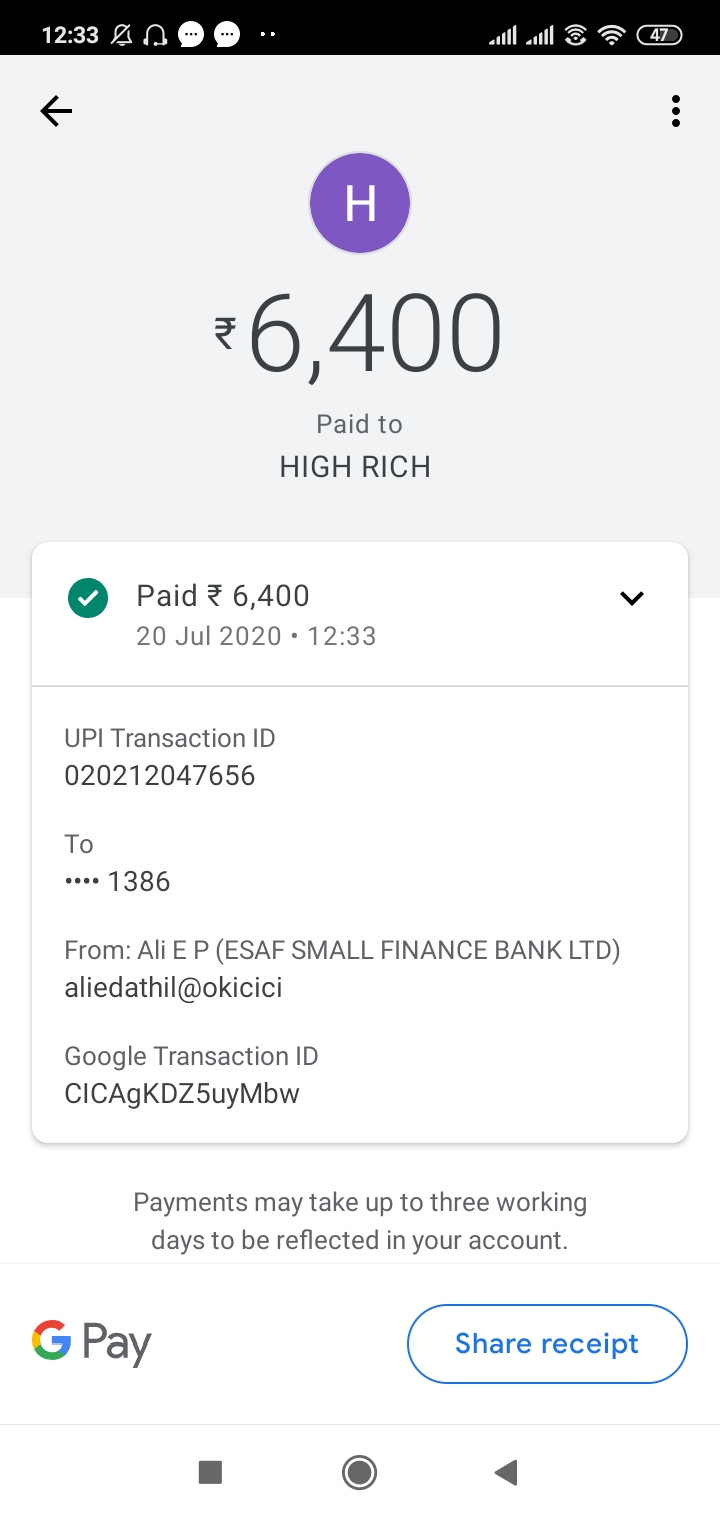 12:33
47
H
₹6,400
Paid to
HIGH RICH
Paid ₹ 6,400
20 Jul 2020 • 12:33
UPI Transaction ID
020212047656
To
•••• 1386
From: Ali E P (ESAF SMALL FINANCE BANK LTD)
aliedathil@okicici
Google Transaction ID
CICAgKDZ5uyMbw
Payments may take up to three working
days to be reflected in your account.
G Pay
Share receipt